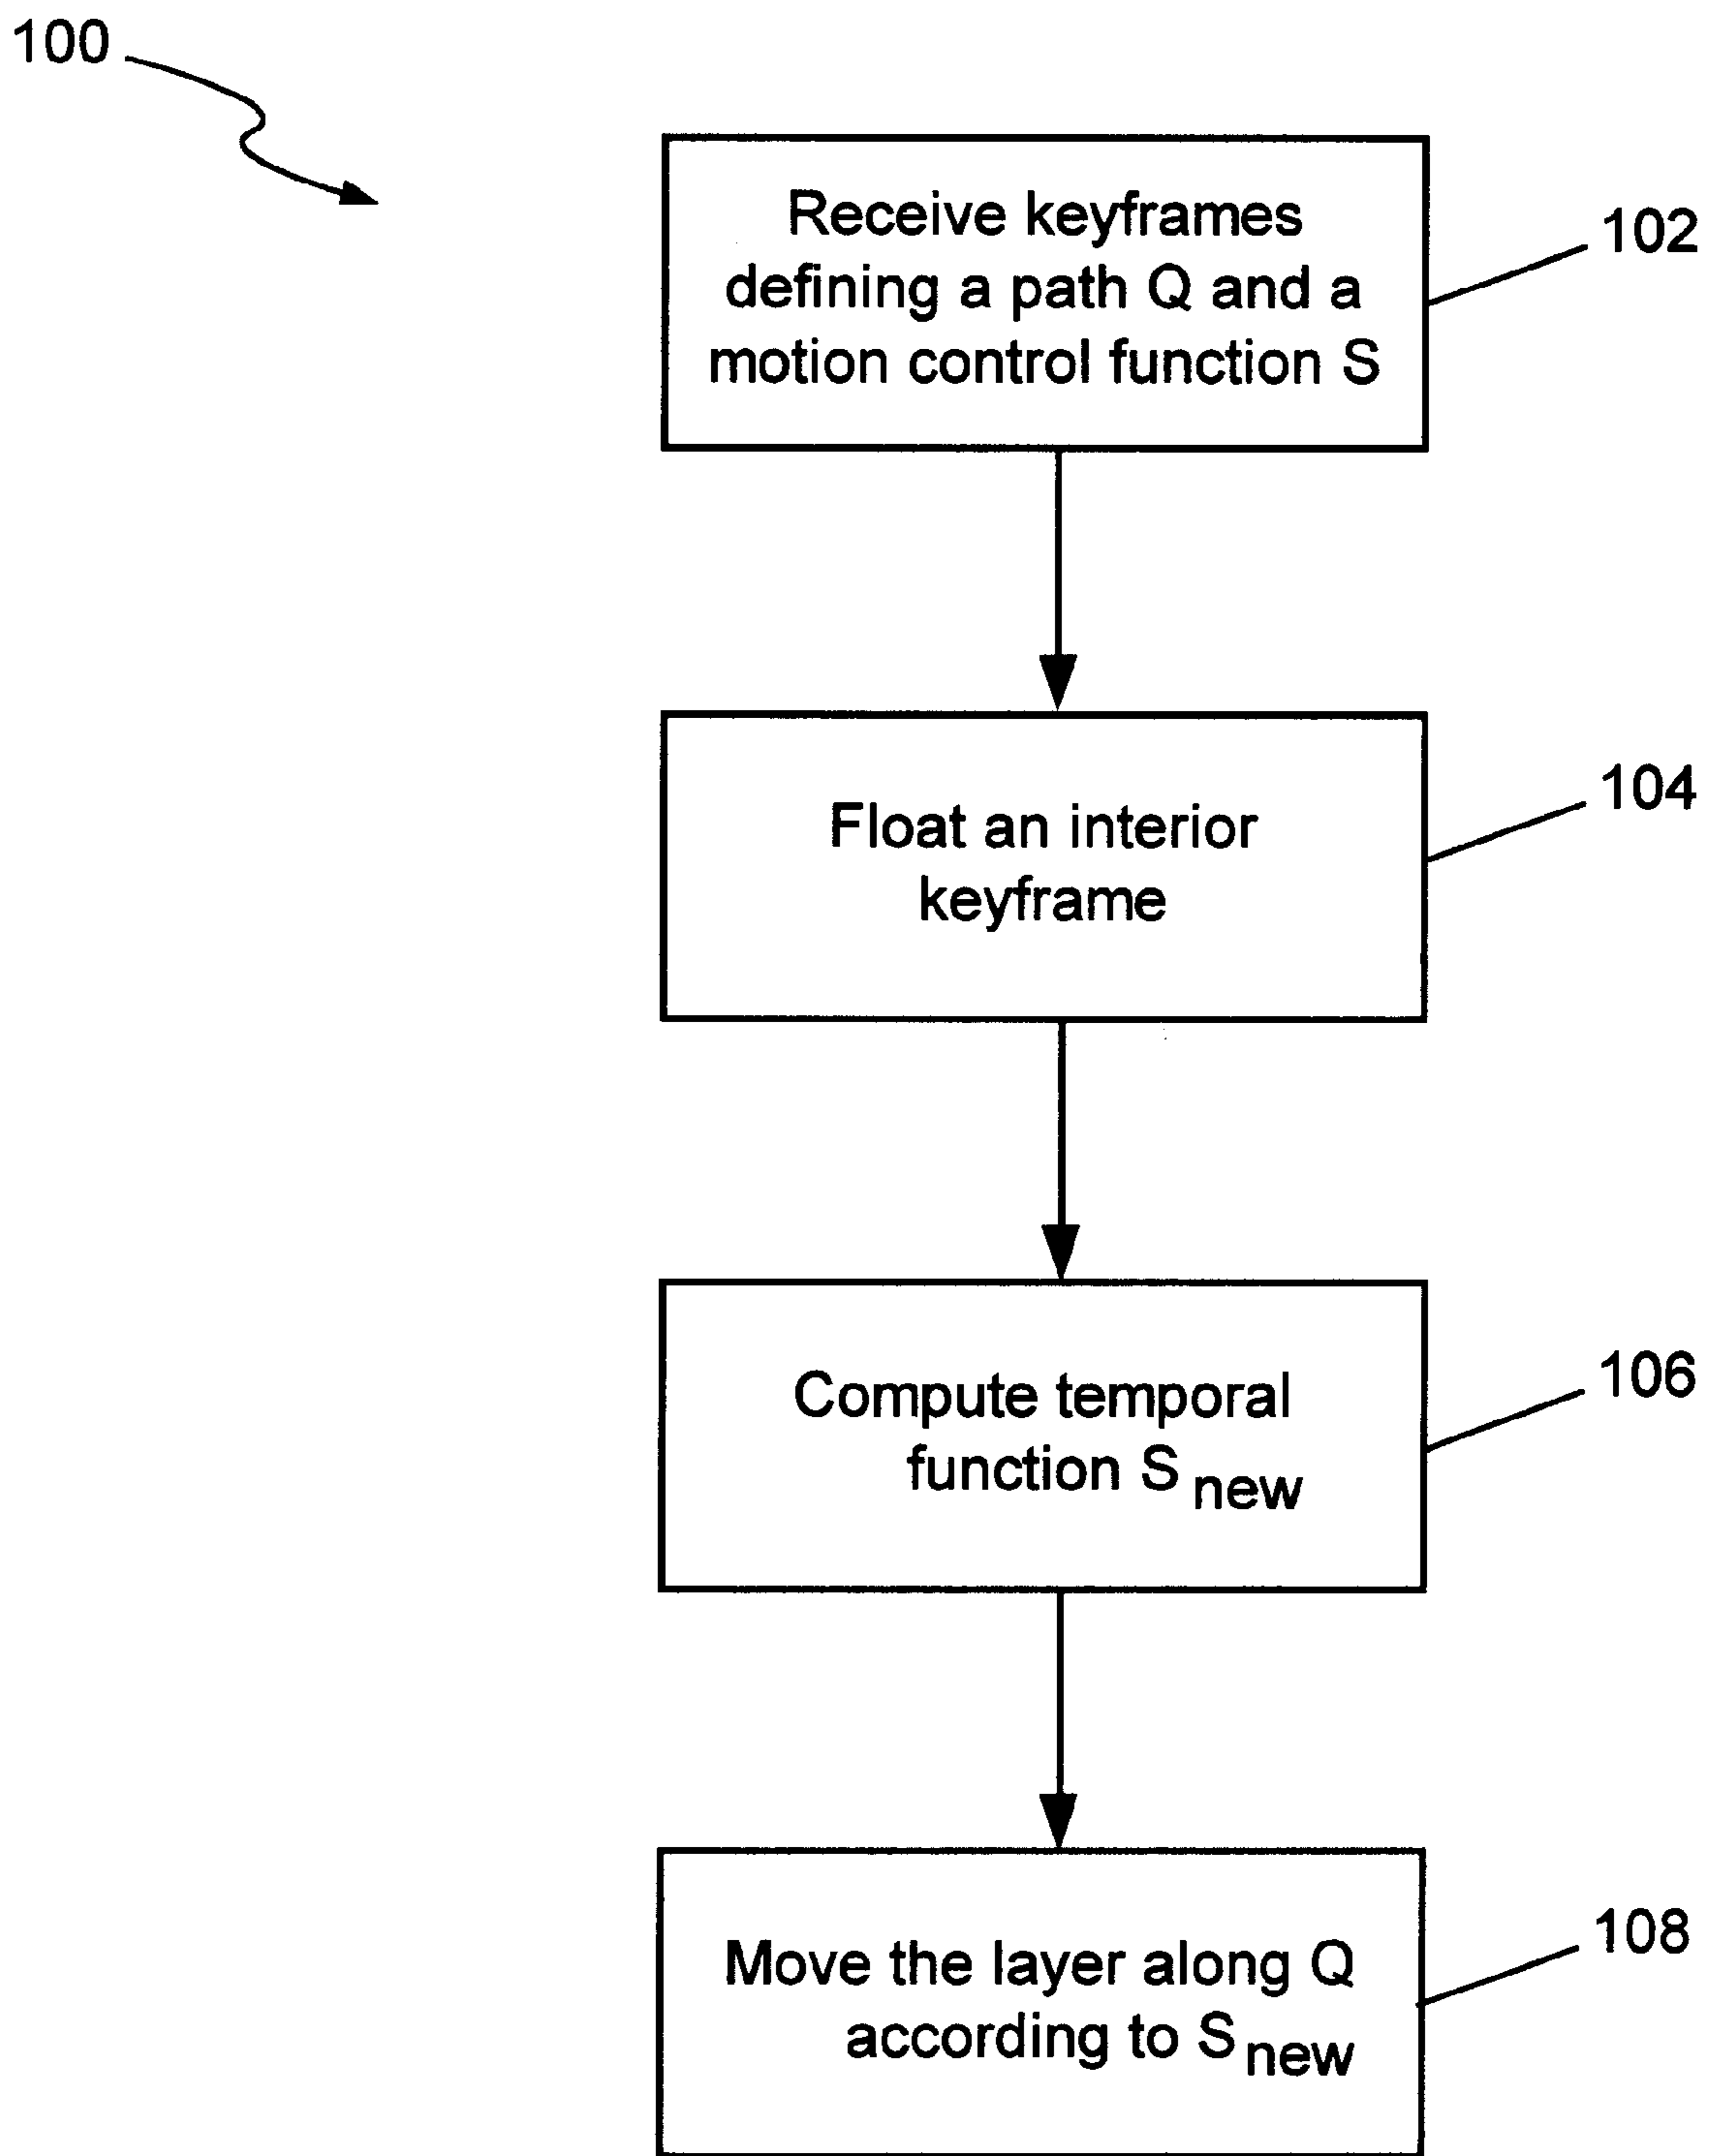 100
Receive keyframes
defining a path Q and a
motion control function S
102
Float an interior
keyframe
104
Compute temporal
function S new
106
Move the layer along Q
according to S new
108